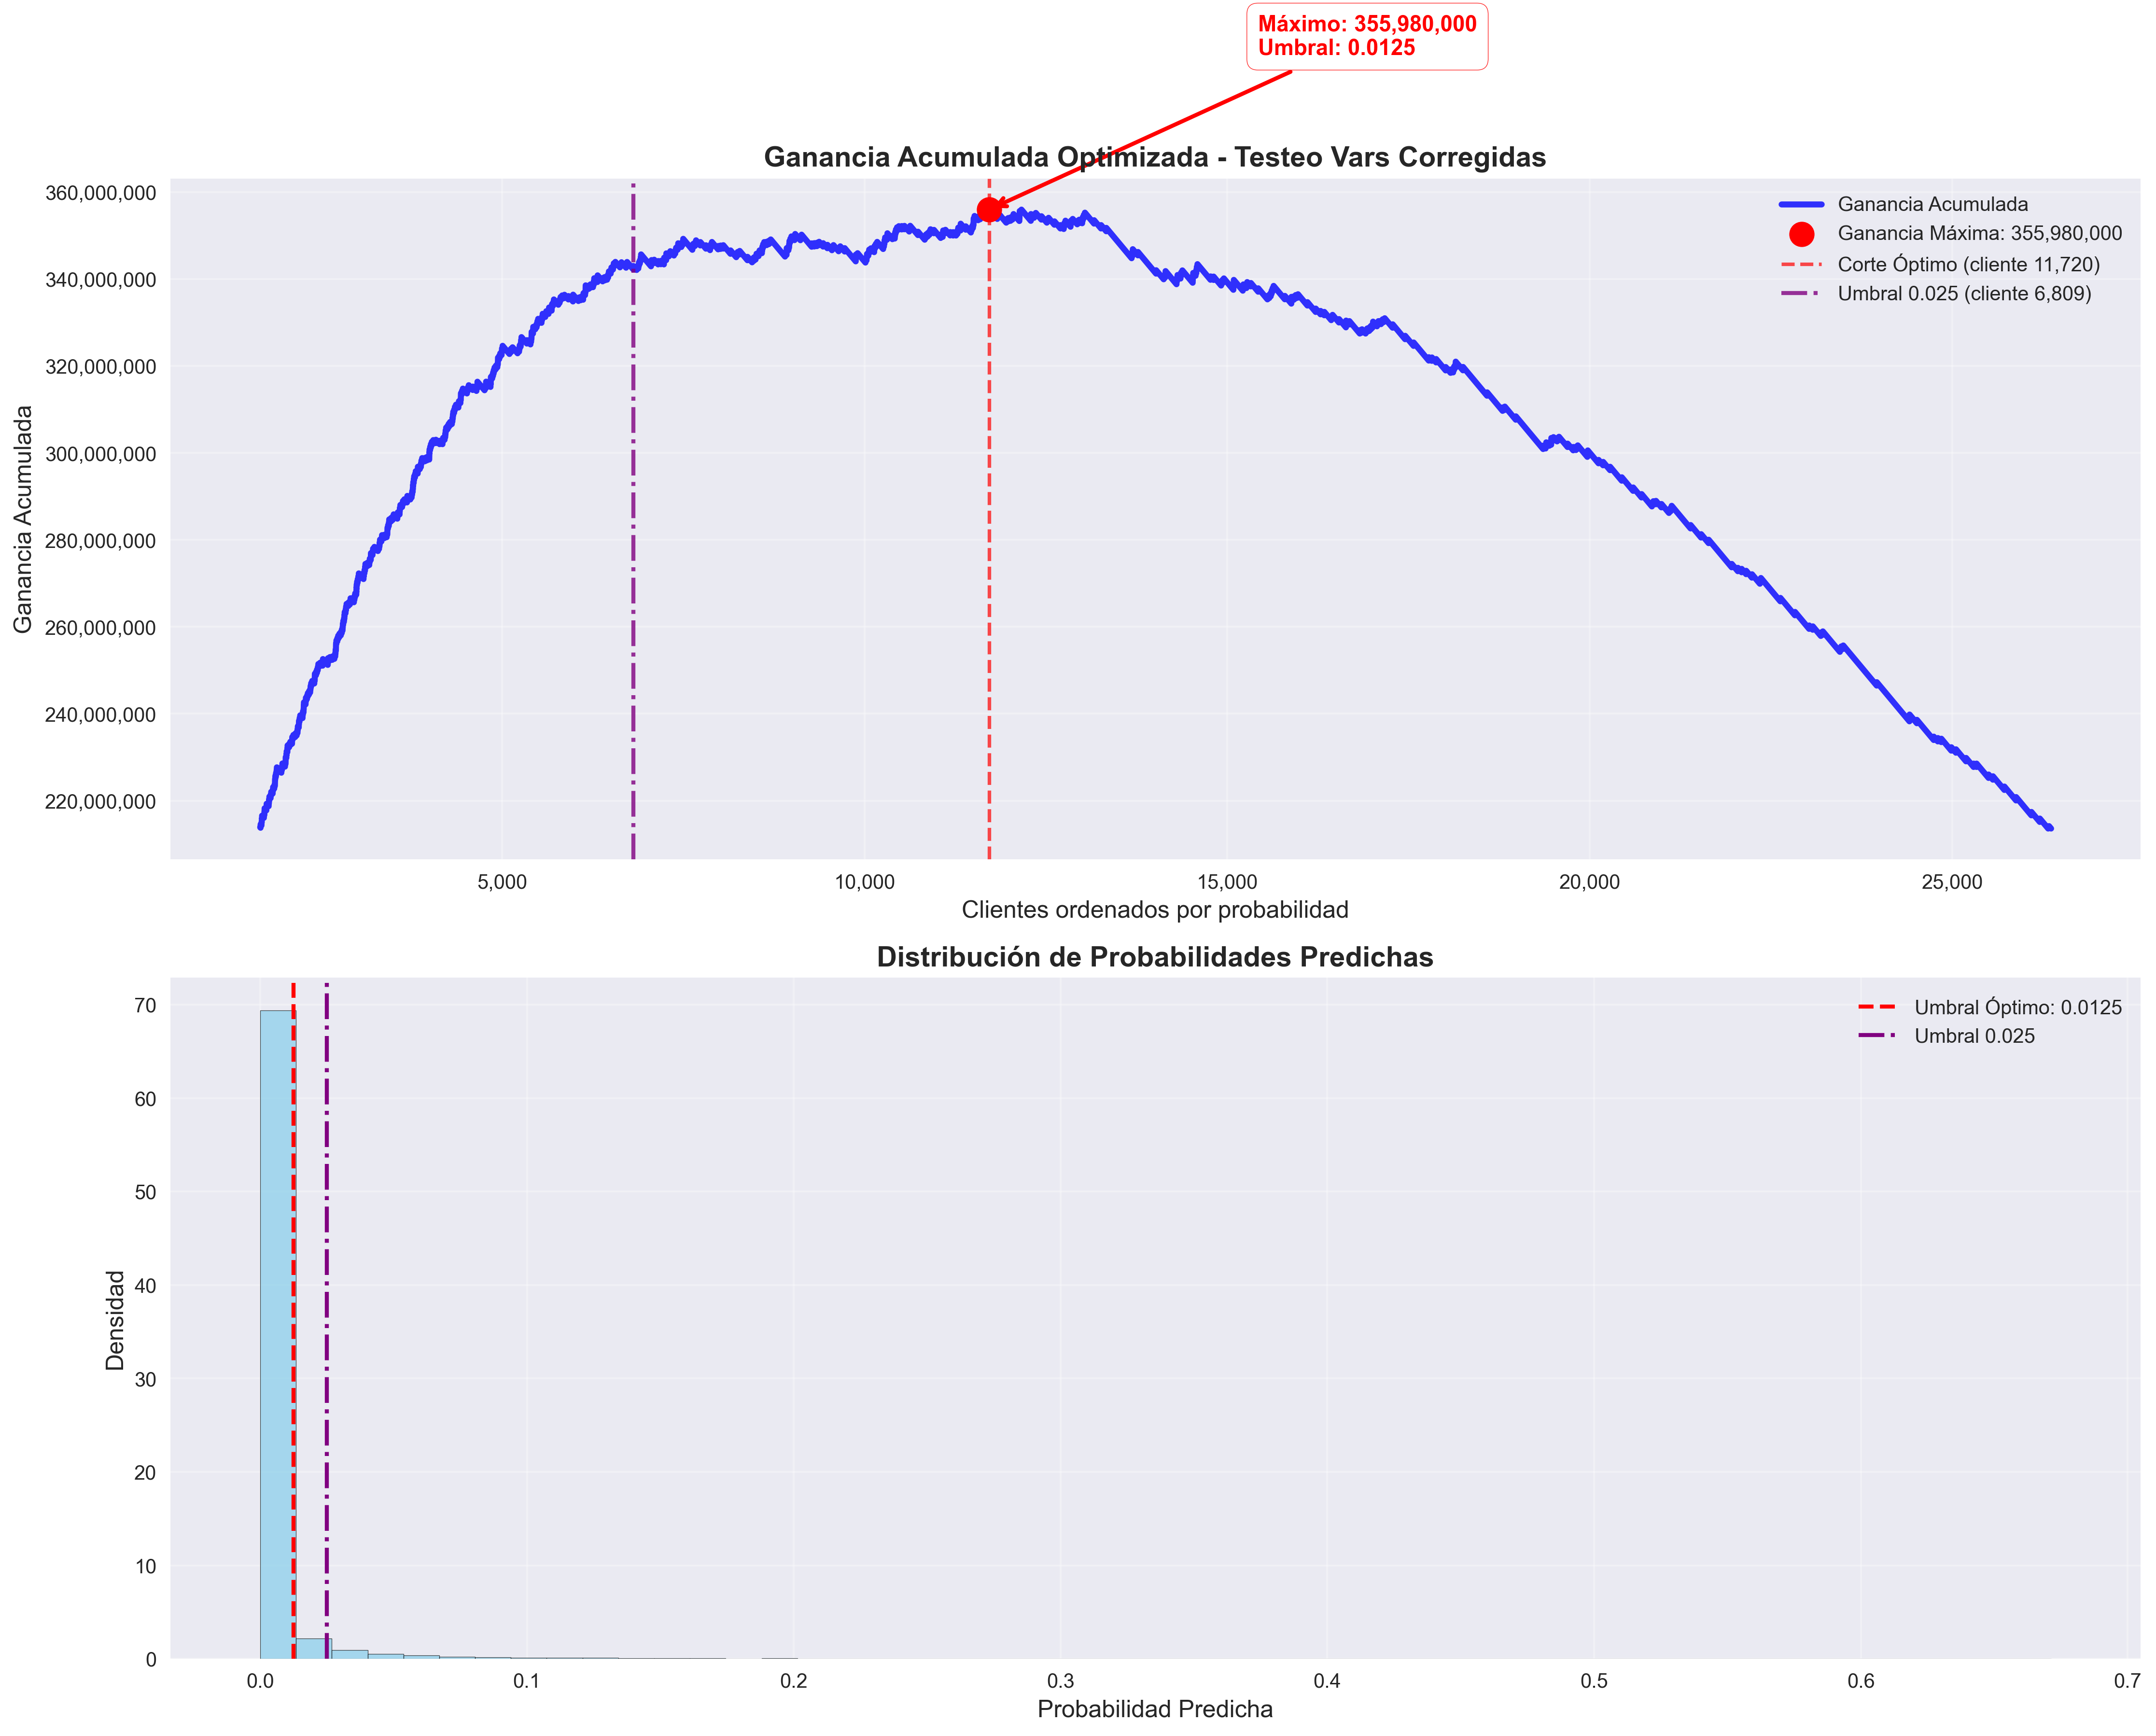 Máximo: 355,980,000
Umbral: 0.0125
Ganancia Acumulada Optimizada - Testeo Vars Corregidas
360,000,000
340,000,000
320,000,000
300,000,000
280,000,000
260,000,000
240,000,000
220,000,000
Ganancia Acumulada
Ganancia Acumulada
Ganancia Máxima: 355,980,000
Corte Óptimo (cliente 11,720)
Umbral 0.025 (cliente 6,809)
5,000
10,000
15,000
20,000
25,000
Clientes ordenados por probabilidad
Distribución de Probabilidades Predichas
70
60
50
40
30
20
10
0
Densidad
Umbral Óptimo: 0.0125
Umbral 0.025
0.0
0.1
0.2
0.3
0.4
0.5
0.6
0.7
Probabilidad Predicha